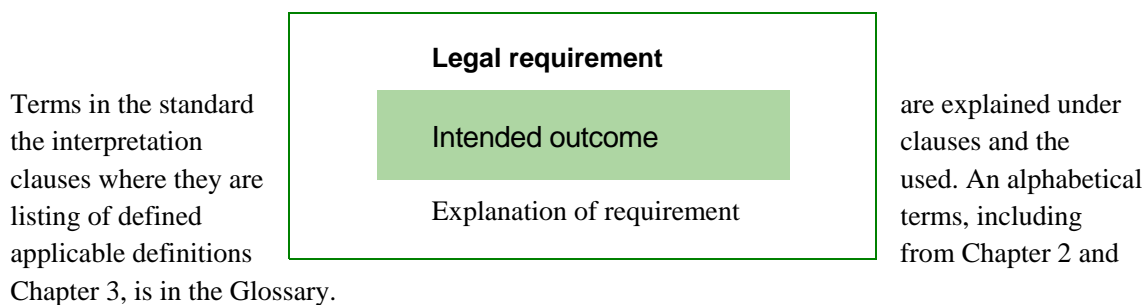 Legal requirement
Intended outcome
Explanation of requirement
Terms in the standard are explained under
the interpretation clauses and the
clauses where they are used. An alphabetical
listing of defined terms, including
applicable definitions from Chapter 2 and
Chapter 3, is in the Glossary.